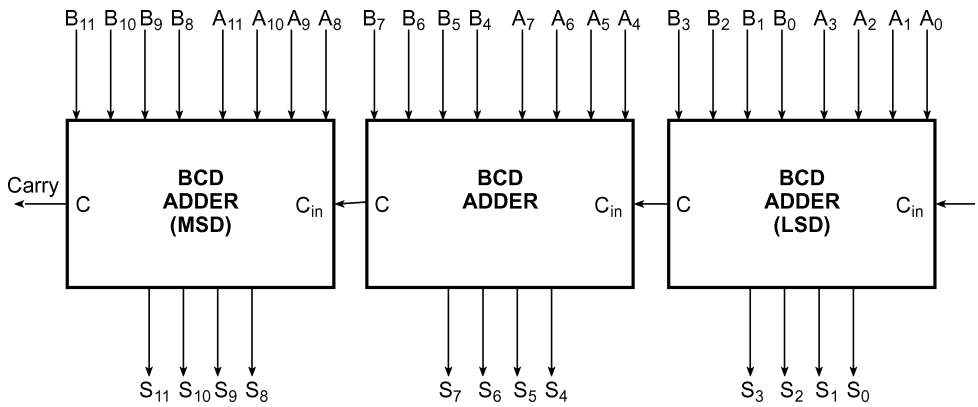 B11 B10 B9 B8 A11 A10 A9 A8 B7 B6 B5 B4 A7 A6 A5 A4 B3 B2 B1 B0 A3 A2 A1 A0
Carry
C
BCD
ADDER
(MSD)
Cin
C
BCD
ADDER
Cin
C
BCD
ADDER
(LSD)
Cin
S11 S10 S9 S8 S7 S6 S5 S4 S3 S2 S1 S0